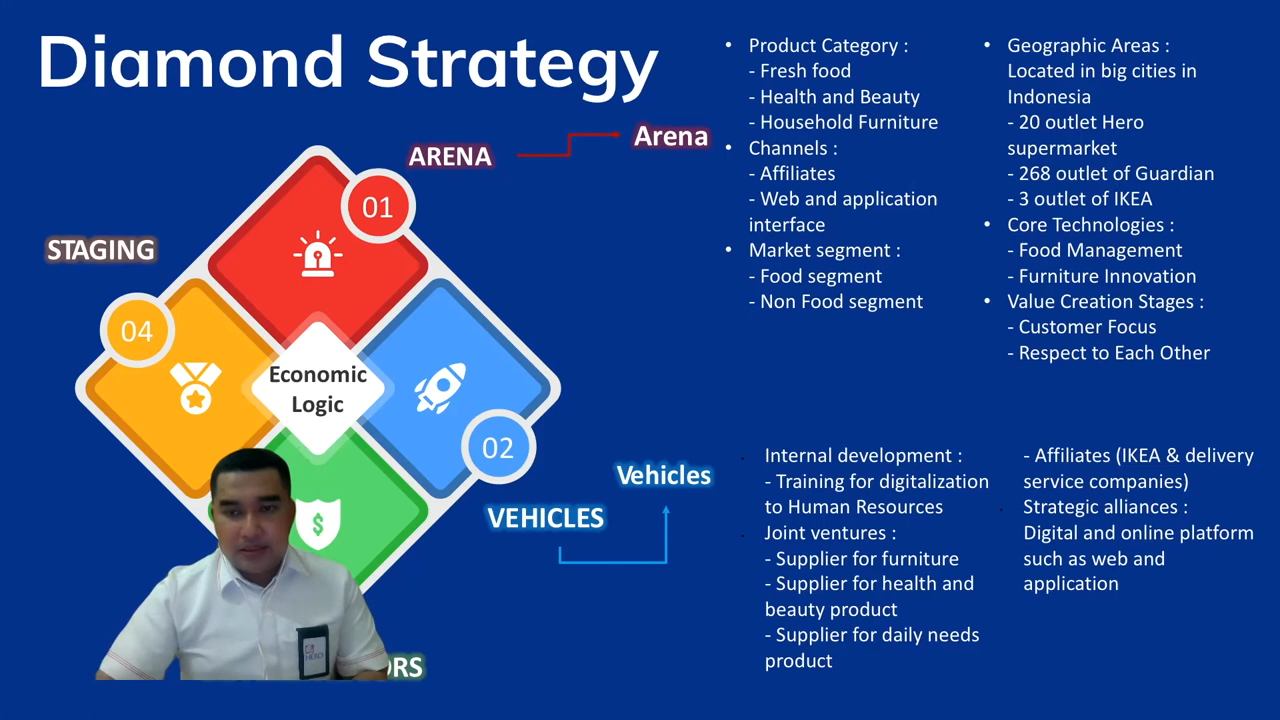 Diamond Strategy
ARENA
01
STAGING
04
Economic
Logic
02
VEHICLES
ORS
HERO
Arena
• Product Category :
- Fresh food
- Health and Beauty
- Household Furniture
• Channels :
- Affiliates
- Web and application
interface
• Market segment :
- Food segment
- Non Food segment
• Geographic Areas :
Located in big cities in
Indonesia
- 20 outlet Hero
supermarket
- 268 outlet of Guardian
- 3 outlet of IKEA
• Core Technologies :
- Food Management
- Furniture Innovation
• Value Creation Stages :
- Customer Focus
- Respect to Each Other
Vehicles
Internal development :
- Training for digitalization
to Human Resources
Joint ventures :
- Supplier for furniture
- Supplier for health and
beauty product
- Supplier for daily needs
product
- Affiliates (IKEA & delivery
service companies)
Strategic alliances :
Digital and online platform
such as web and
application